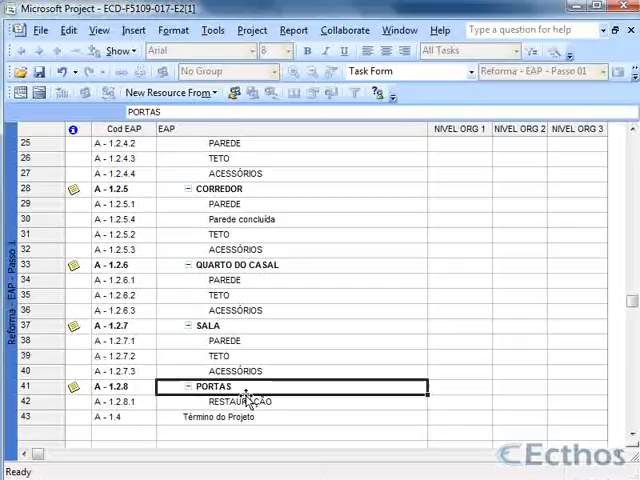 Microsoft Project - ECD-F5109-017-E2[1]
File Edit View Insert Format Tools Project Report Collaborate Window Help Type a question for help
Show Arial 8 B I U All Tasks
No Group Task Form Reforma - EAP - Passo 01
New Resource From
PORTAS
Cod EAP EAP NIVEL ORG 1 NIVEL ORG 2 NIVEL ORG 3
25 A - 1.2.4.2 PAREDE
26 A - 1.2.4.3 TETO
27 A - 1.2.4.4 ACESSÓRIOS
28 A - 1.2.5 CORREDOR
29 A - 1.2.5.1 PAREDE
30 A - 1.2.5.4 Parede concluída
31 A - 1.2.5.2 TETO
32 A - 1.2.5.3 ACESSÓRIOS
33 A - 1.2.6 QUARTO DO CASAL
34 A - 1.2.6.1 PAREDE
35 A - 1.2.6.2 TETO
36 A - 1.2.6.3 ACESSÓRIOS
37 A - 1.2.7 SALA
38 A - 1.2.7.1 PAREDE
39 A - 1.2.7.2 TETO
40 A - 1.2.7.3 ACESSÓRIOS
41 A - 1.2.8 PORTAS
42 A - 1.2.8.1 RESTAURAÇÃO
43 A - 1.4 Término do Projeto
Reforma - EAP - Passo
Ecthos
Ready